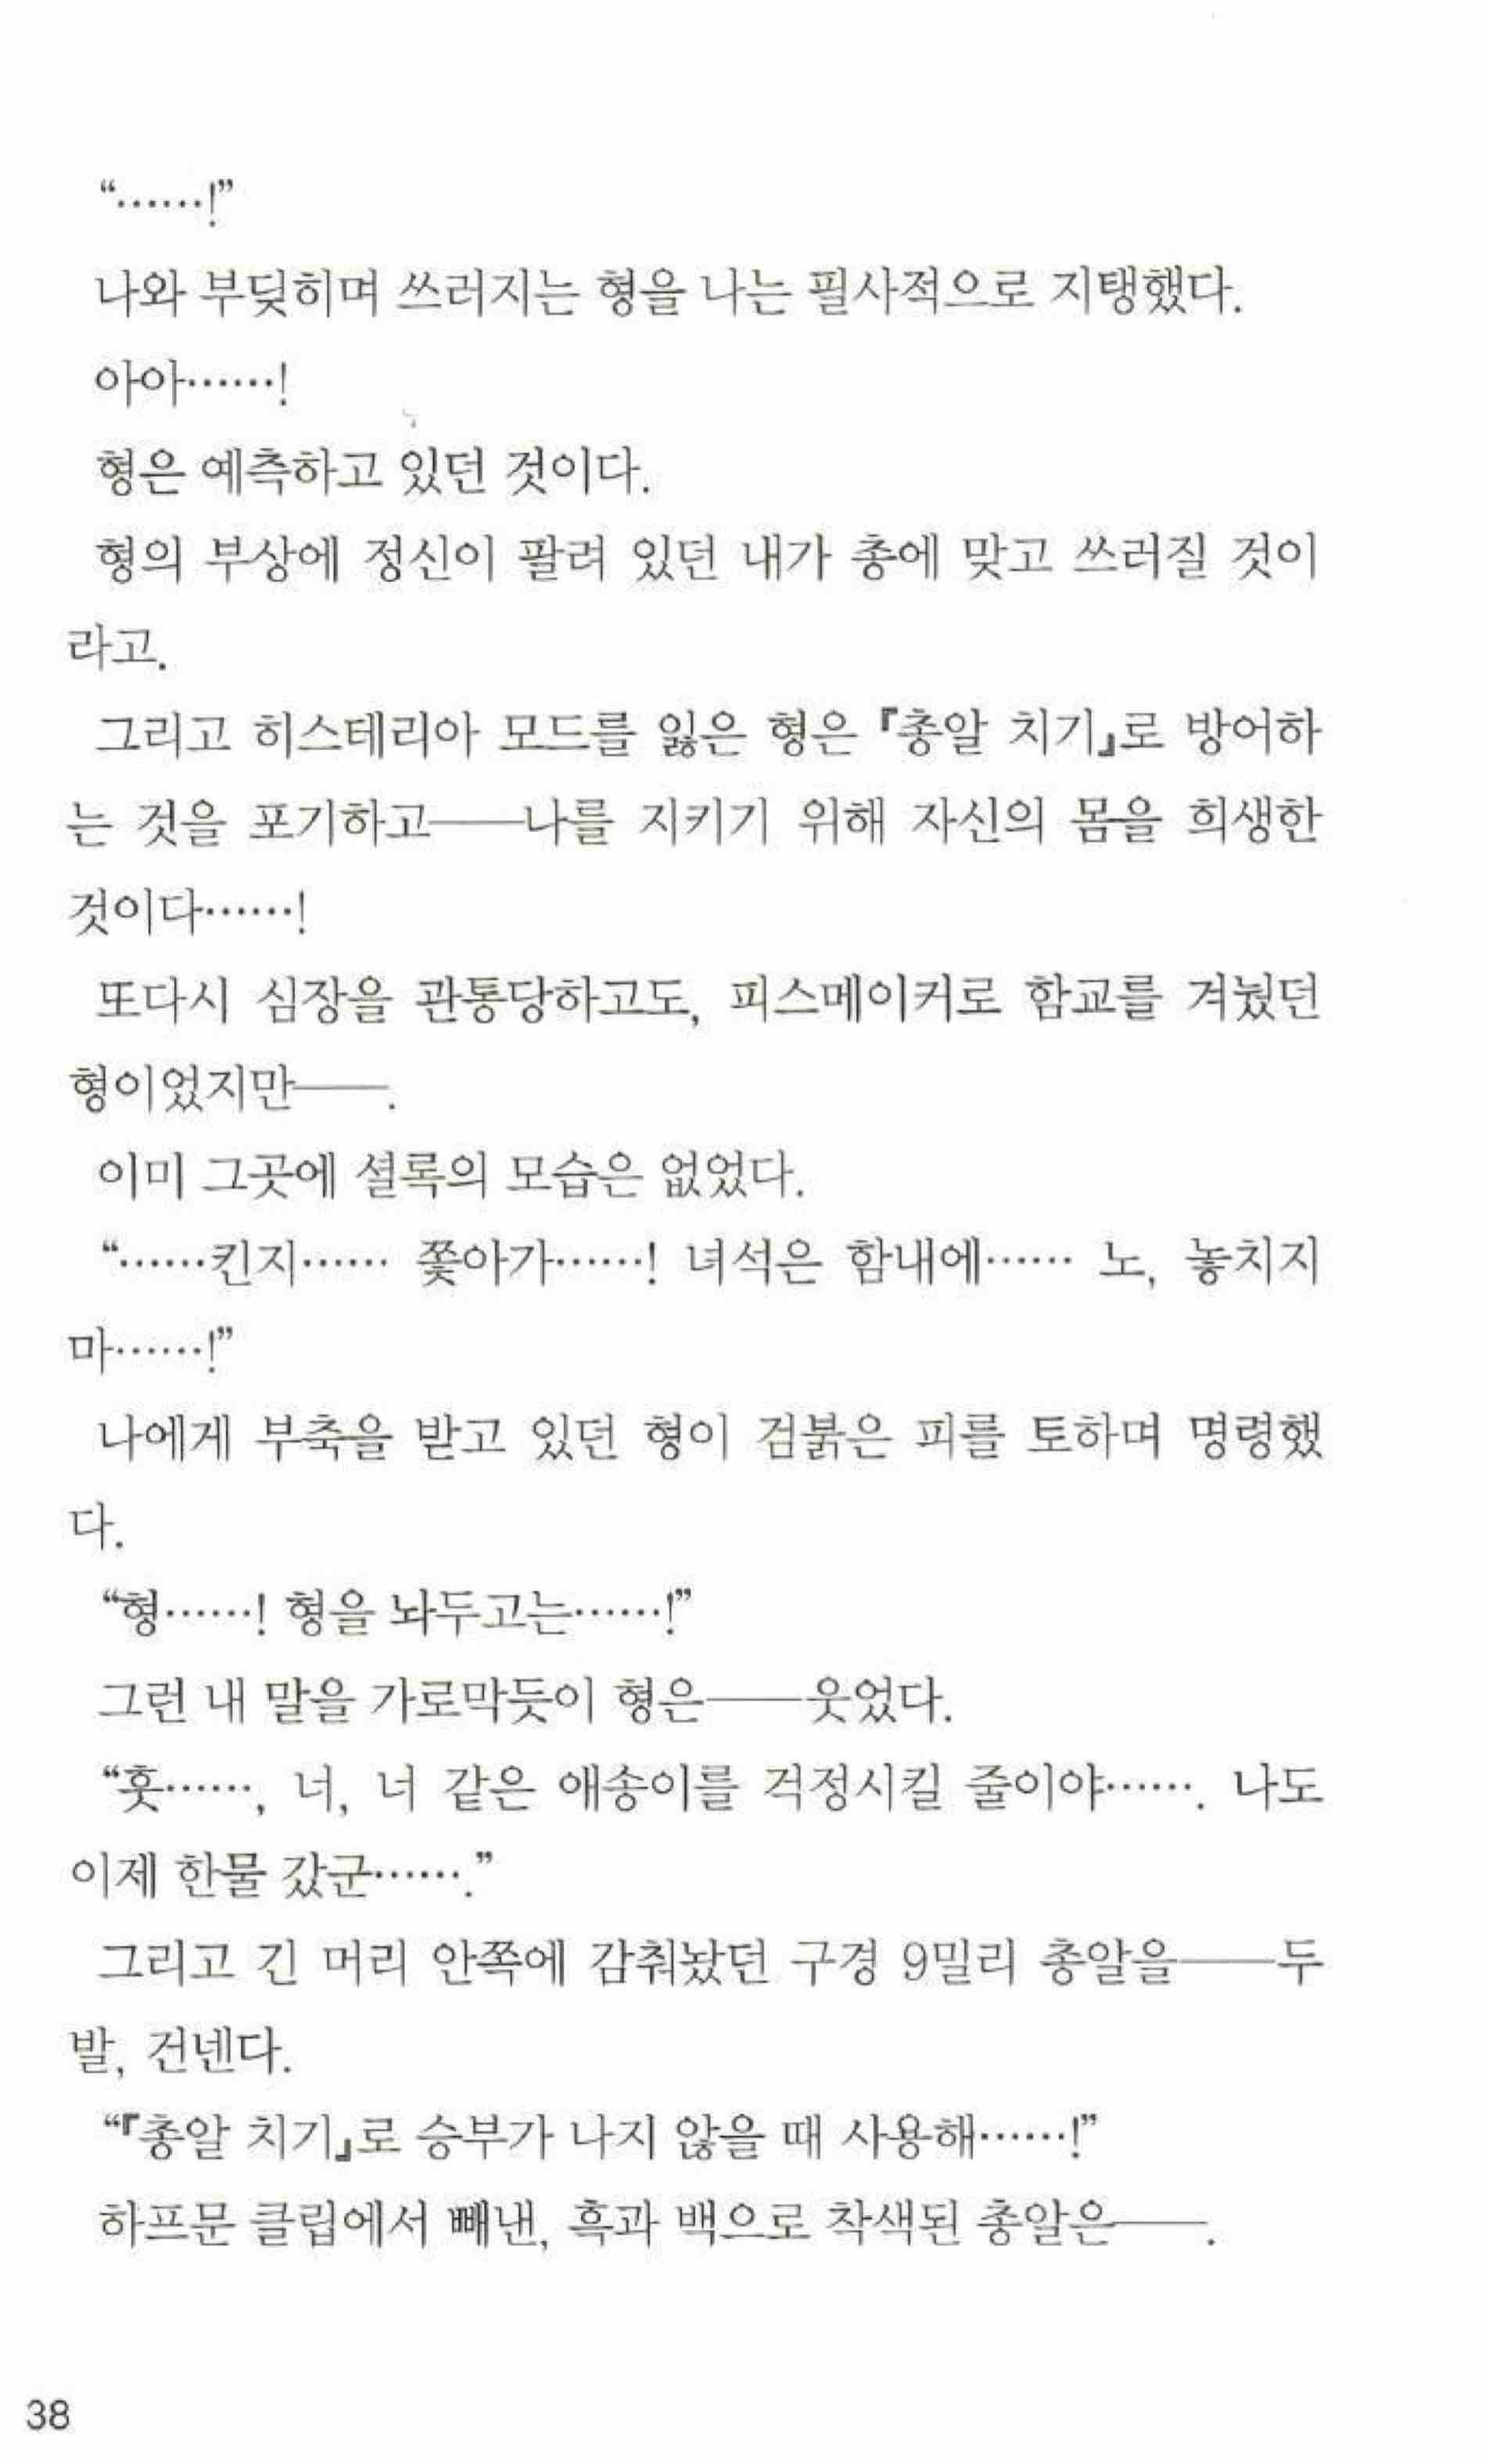 “……!”
나와 부딪히며 쓰러지는 형을 나는 필사적으로 지탱했다.
아아……!
형은 예측하고 있던 것이다.
형의 부상에 정신이 팔려 있던 내가 총에 맞고 쓰러질 것이
라고.
그리고 히스테리아 모드를 잃은 형은 『총알 치기』로 방어하
는 것을 포기하고──나를 지키기 위해 자신의 몸을 희생한
것이다……!
또다시 심장을 관통당하고도, 피스메이커로 함교를 겨눴던
형이었지만──.
이미 그곳에 셜록의 모습은 없었다.
“……킨지…… 쫓아가……! 녀석은 함내에…… 노, 놓치지
마……!”
나에게 부축을 받고 있던 형이 검붉은 피를 토하며 명령했
다.
“형……! 형을 놔두고는……!”
그런 내 말을 가로막듯이 형은──웃었다.
“훗……, 너, 너 같은 애송이를 걱정시킬 줄이야……. 나도
이제 한물 갔군…….”
그리고 긴 머리 안쪽에 감춰놨던 구경 9밀리 총알을──두
발, 건넨다.
“『총알 치기』로 승부가 나지 않을 때 사용해……!”
하프문 클립에서 빼낸, 흑과 백으로 착색된 총알은──.
38